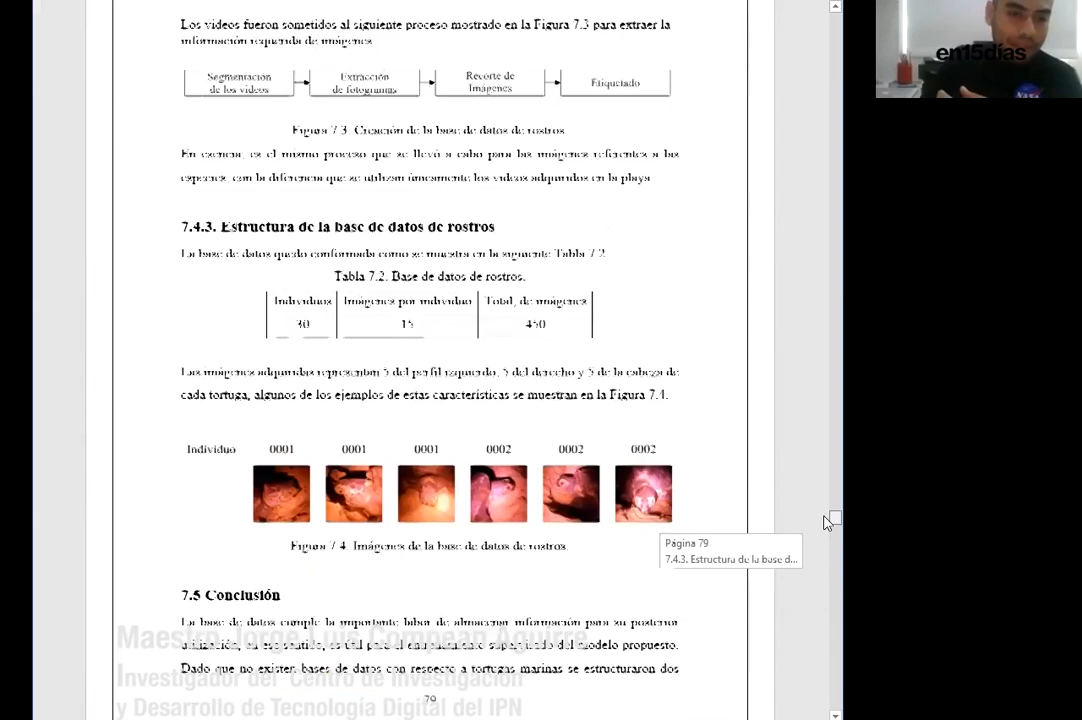 Los videos fueron sometidos al siguiente proceso mostrado en la Figura 7.3 para extraer la
información requerida de imágenes
en15días
Segmentación
de los videos
Extracción
de fotogramas
Recorte de
Imágenes
Etiquetado
Figura 7.3. Creación de la base de datos de rostros
En esencia, es el mismo proceso que se llevó a cabo para las imágenes referentes a las
especies, con la diferencia que se utilizan únicamente los videos adquiridos en la playa
7.4.3. Estructura de la base de datos de rostros
La base de datos quedo conformada como se muestra en la siguiente Tabla 7.2
Tabla 7.2. Base de datos de rostros.
Individuos Imágenes por individuo Total, de imágenes
30 15 450
Las imágenes adquiridas representan 5 del perfil izquierdo, 5 del derecho y 5 de la cabeza de
cada tortuga, algunos de los ejemplos de estas características se muestran en la Figura 7.4.
Individuo 0001 0001 0001 0002 0002 0002
Figura 7.4. Imágenes de la base de datos de rostros.
Página 79
7.4.3. Estructura de la base d...
7.5 Conclusión
La base de datos cumple la importante labor de almacenar información para su posterior
utilización, en ese sentido, es útil para el entrenamiento supervisado del modelo propuesto.
Dado que no existen bases de datos con respecto a tortugas marinas se estructuraron dos
79
Maestro Jorge Luis Compean Aguirre
Investigador del Centro de Investigación
y Desarrollo de Tecnología Digital del IPN